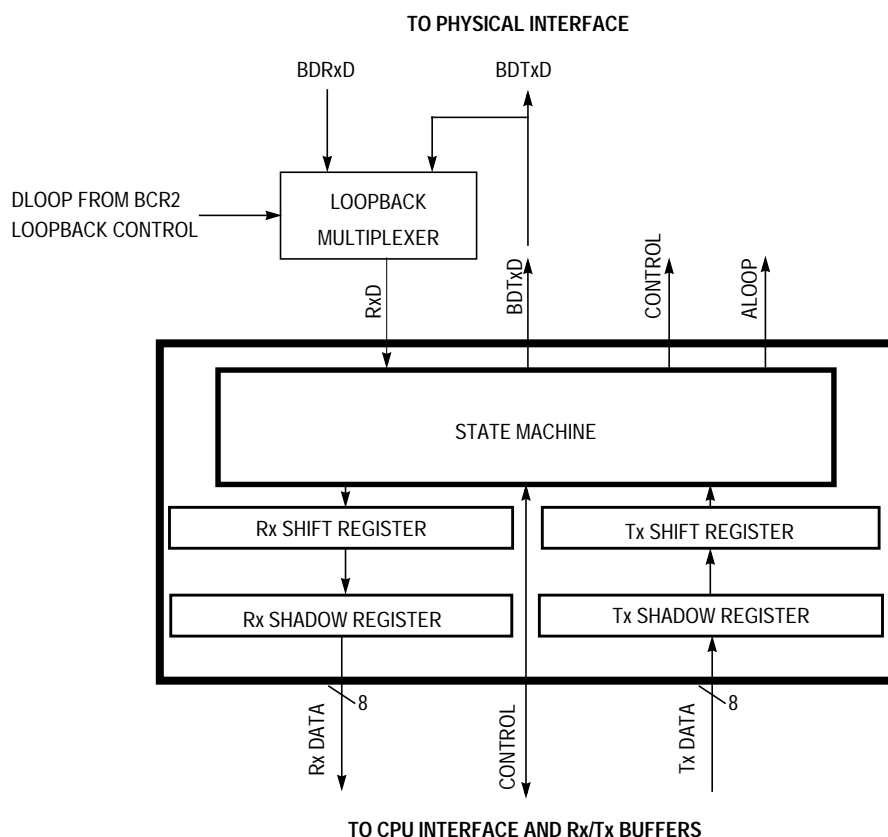 TO PHYSICAL INTERFACE
BDRxD
BDTxD
DLOOP FROM BCR2
LOOPBACK CONTROL
LOOPBACK
MULTIPLEXER
RxD
BDTxD
CONTROL
ALOOP
STATE MACHINE
Rx SHIFT REGISTER
Tx SHIFT REGISTER
Rx SHADOW REGISTER
Tx SHADOW REGISTER
8
8
Rx DATA
CONTROL
Tx DATA
TO CPU INTERFACE AND Rx/Tx BUFFERS